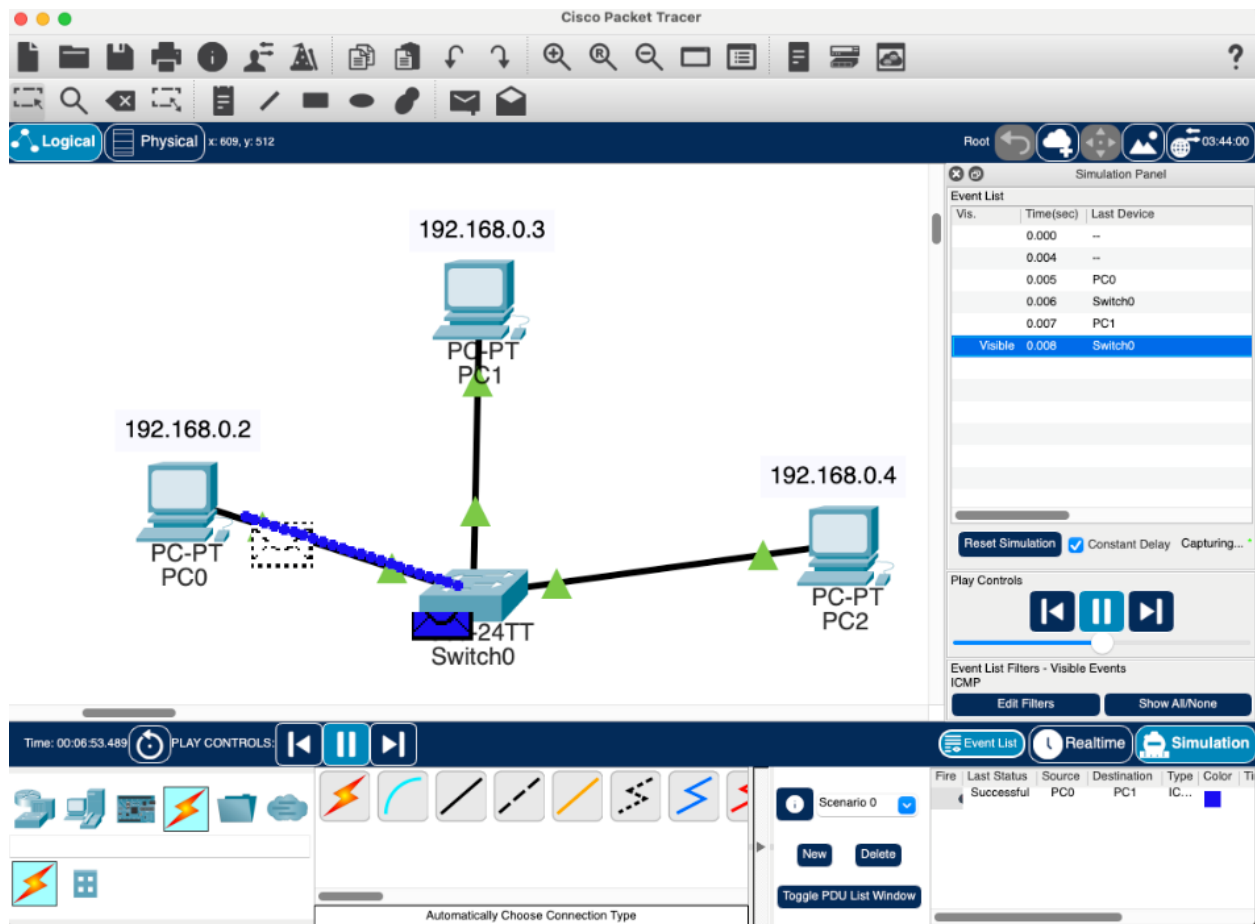 Cisco Packet Tracer
Logical
Physical
x: 609, y: 512
Root
03:44:00
Simulation Panel
Event List
Vis. Time(sec) Last Device
0.000 --
0.004 --
0.005 PC0
0.006 Switch0
0.007 PC1
Visible 0.008 Switch0
192.168.0.3
PC-PT
PC1
192.168.0.2
PC-PT
PC0
192.168.0.4
PC-PT
PC2
-24TT
Switch0
Reset Simulation
Constant Delay
Capturing...
Play Controls
Event List Filters - Visible Events
ICMP
Edit Filters
Show All/None
Time: 00:06:53.489
PLAY CONTROLS:
Event List
Realtime
Simulation
Scenario 0
New
Delete
Toggle PDU List Window
Fire Last Status Source Destination Type Color Ti
Successful PC0 PC1 IC...
Automatically Choose Connection Type